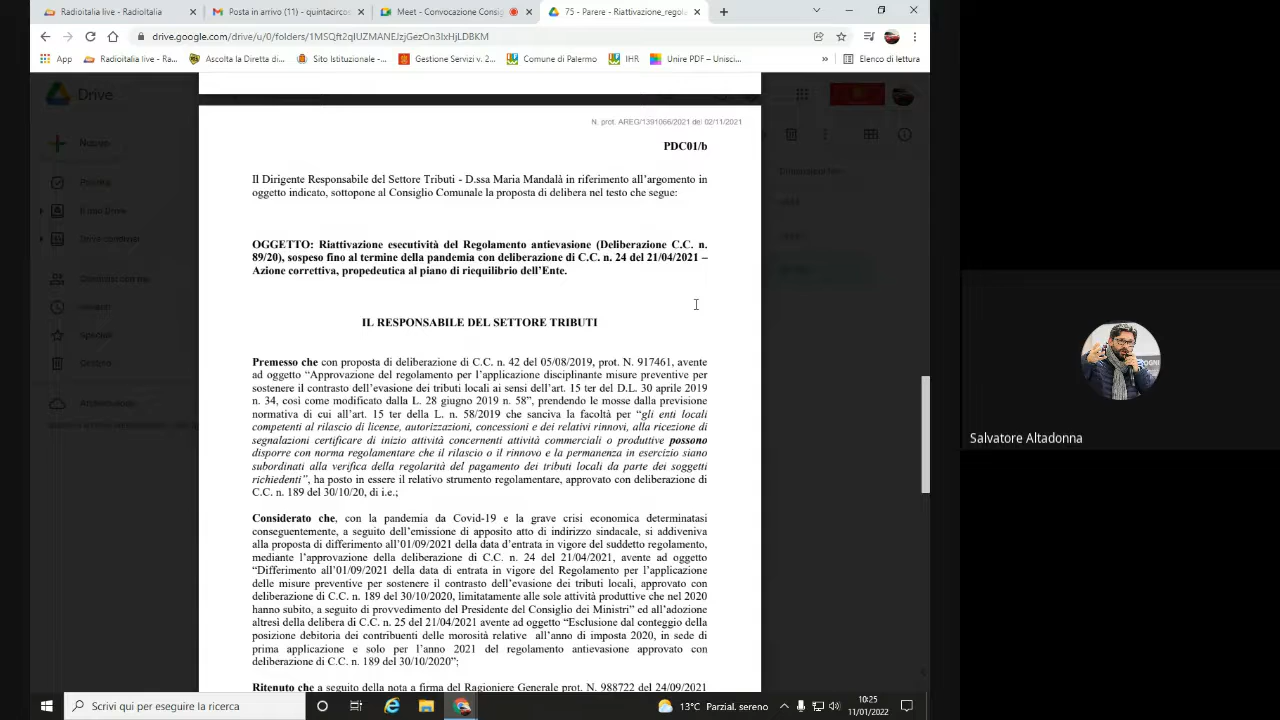 RadioItalia live - RadioItalia
Posta in arrivo (11) - quintacircos
Meet - Convocazione Consig
75 - Parere - Riattivazione_regola
drive.google.com/drive/u/0/folders/1MSQft2qIUZMANEJzjGezOn3IxHjLDBKM
App
Radioitalia live - Ra...
Ascolta la Diretta di...
Sito Istituzionale -...
Gestione Servizi v. 2...
Comune di Palermo
IHR
Unire PDF – Unisci...
»
Elenco di lettura
Drive
Nuovo
Priorità
Il mio Drive
Drive condivisi
Condivisi con me
Recenti
Speciali
Cestino
N. prot. AREG/1391066/2021 del 02/11/2021
PDC01/b
Il Dirigente Responsabile del Settore Tributi - D.ssa Maria Mandalà in riferimento all’argomento in
oggetto indicato, sottopone al Consiglio Comunale la proposta di delibera nel testo che segue:
OGGETTO: Riattivazione esecutività del Regolamento antievasione (Deliberazione C.C. n.
89/20), sospeso fino al termine della pandemia con deliberazione di C.C. n. 24 del 21/04/2021 –
Azione correttiva, propedeutica al piano di riequilibrio dell’Ente.
IL RESPONSABILE DEL SETTORE TRIBUTI
Premesso che con proposta di deliberazione di C.C. n. 42 del 05/08/2019, prot. N. 917461, avente
ad oggetto “Approvazione del regolamento per l’applicazione disciplinante misure preventive per
sostenere il contrasto dell’evasione dei tributi locali ai sensi dell’art. 15 ter del D.L. 30 aprile 2019
n. 34, così come modificato dalla L. 28 giugno 2019 n. 58”, prendendo le mosse dalla previsione
normativa di cui all’art. 15 ter della L. n. 58/2019 che sanciva la facoltà per “gli enti locali
competenti al rilascio di licenze, autorizzazioni, concessioni e dei relativi rinnovi, alla ricezione di
segnalazioni certificare di inizio attività concernenti attività commerciali o produttive possono
disporre con norma regolamentare che il rilascio o il rinnovo e la permanenza in esercizio siano
subordinati alla verifica della regolarità del pagamento dei tributi locali da parte dei soggetti
richiedenti”, ha posto in essere il relativo strumento regolamentare, approvato con deliberazione di
C.C. n. 189 del 30/10/20, di i.e.;
Considerato che, con la pandemia da Covid-19 e la grave crisi economica determinatasi
conseguentemente, a seguito dell’emissione di apposito atto di indirizzo sindacale, si addiveniva
alla proposta di differimento all’01/09/2021 della data d’entrata in vigore del suddetto regolamento,
mediante l’approvazione della deliberazione di C.C. n. 24 del 21/04/2021, avente ad oggetto
“Differimento all’01/09/2021 della data di entrata in vigore del Regolamento per l’applicazione
delle misure preventive per sostenere il contrasto dell’evasione dei tributi locali, approvato con
deliberazione di C.C. n. 189 del 30/10/2020, limitatamente alle sole attività produttive che nel 2020
hanno subito, a seguito di provvedimento del Presidente del Consiglio dei Ministri” ed all’adozione
altresì della delibera di C.C. n. 25 del 21/04/2021 avente ad oggetto “Esclusione dal conteggio della
posizione debitoria dei contribuenti delle morosità relative all’anno di imposta 2020, in sede di
prima applicazione e solo per l’anno 2021 del regolamento antievasione approvato con
deliberazione di C.C. n. 189 del 30/10/2020”;
Ritenuto che a seguito della nota a firma del Ragioniere Generale prot. N. 988722 del 24/09/2021
Salvatore Altadonna
Scrivi qui per eseguire la ricerca
13°C Parzial. sereno
10:25
11/01/2022